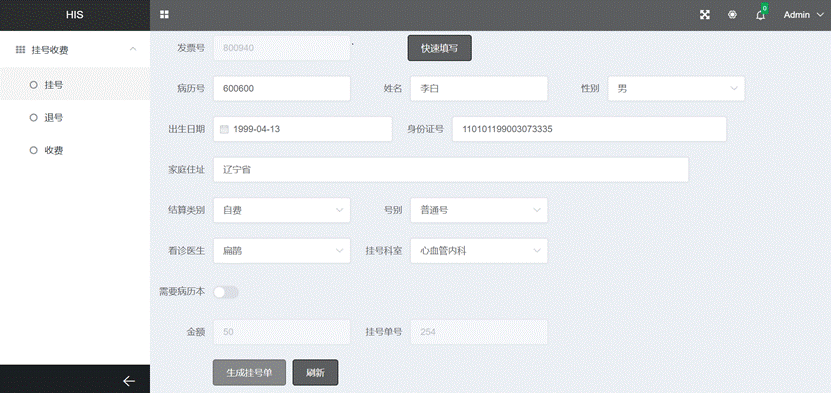 HIS
0
Admin
挂号收费
挂号
退号
收费
发票号 800940 快速填写
病历号 600600 姓名 李白 性别 男
出生日期 1999-04-13 身份证号 110101199003073335
家庭住址 辽宁省
结算类别 自费 号别 普通号
看诊医生 扁鹊 挂号科室 心血管内科
需要病历本
金额 50 挂号单号 254
生成挂号单 刷新